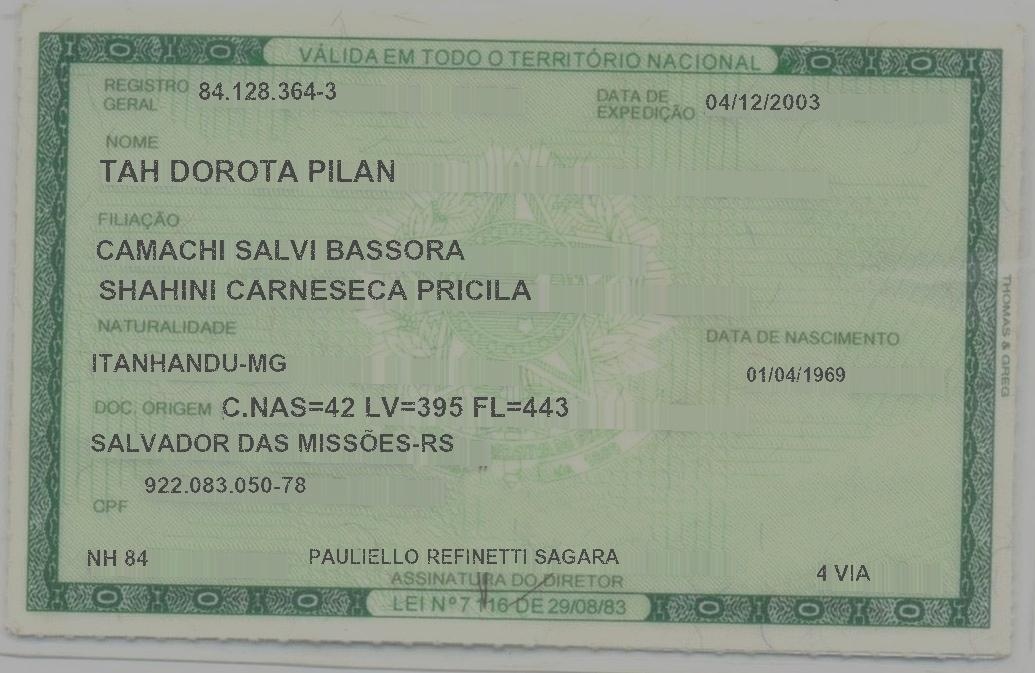 VÁLIDA EM TODO O TERRITÓRIO NACIONAL
REGISTRO GERAL 84.128.364-3
DATA DE EXPEDIÇÃO 04/12/2003
NOME
TAH DOROTA PILAN
FILIAÇÃO
CAMACHI SALVI BASSORA
SHAHINI CARNESECA PRICILA
NATURALIDADE
DATA DE NASCIMENTO
ITANHANDU-MG
01/04/1969
DOC. ORIGEM C.NAS=42 LV=395 FL=443
SALVADOR DAS MISSÕES-RS
922.083.050-78
CPF
NH 84
PAULIELLO REFINETTI SAGARA
4 VIA
ASSINATURA DO DIRETOR
LEI Nº 7 116 DE 29/08/83
THOMAS & GREG